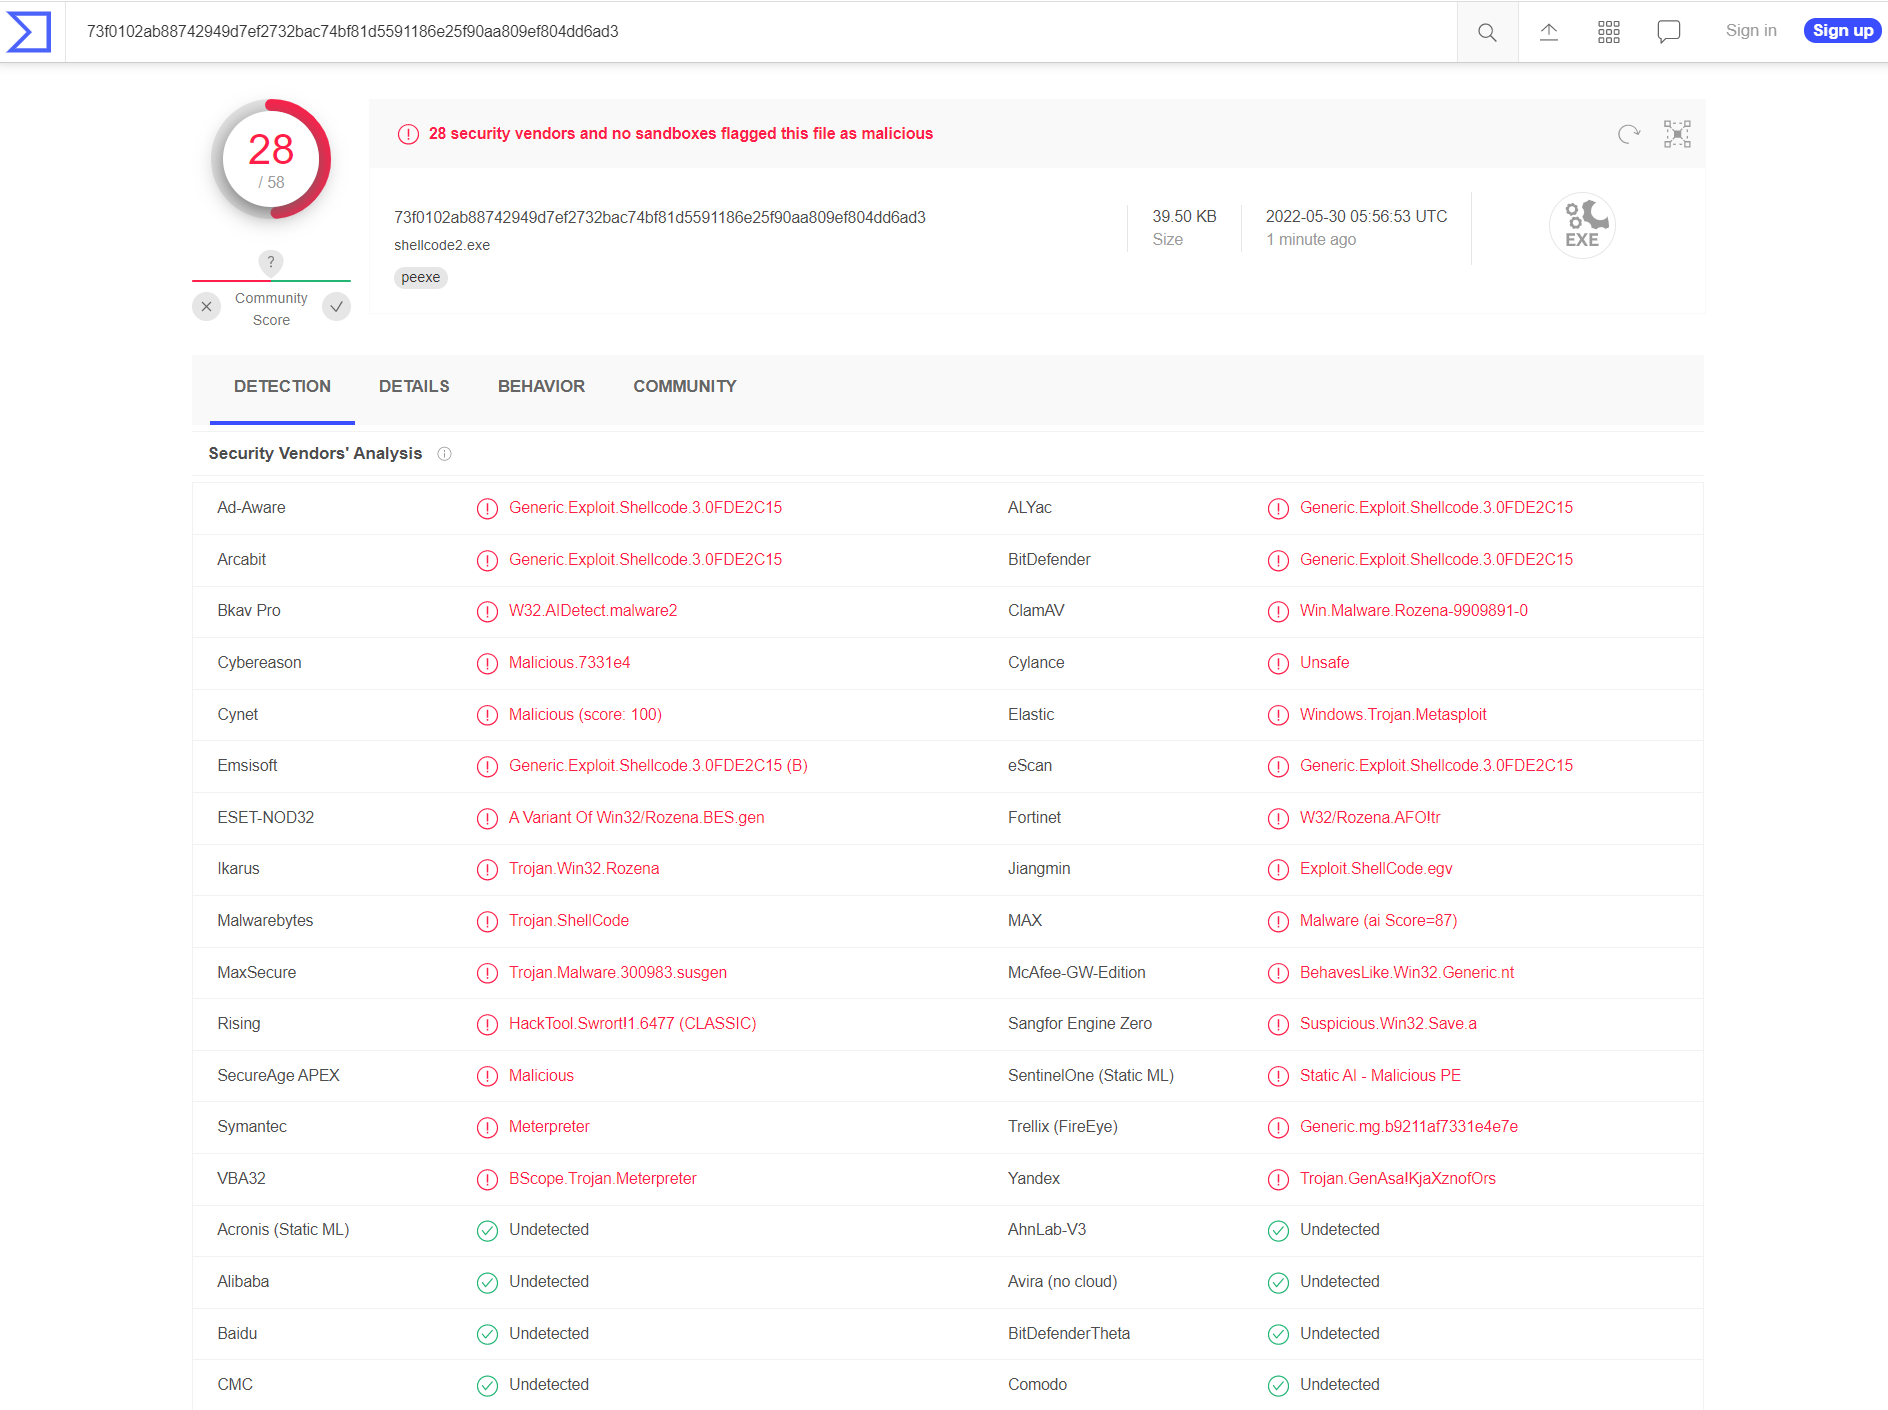 73f0102ab88742949d7ef2732bac74bf81d5591186e25f90aa809ef804dd6ad3
Sign in
Sign up
28
/ 58
28 security vendors and no sandboxes flagged this file as malicious
73f0102ab88742949d7ef2732bac74bf81d5591186e25f90aa809ef804dd6ad3
shellcode2.exe
peexe
39.50 KB
Size
2022-05-30 05:56:53 UTC
1 minute ago
EXE
?
Community
Score
DETECTION DETAILS BEHAVIOR COMMUNITY
Security Vendors' Analysis
Ad-Aware Generic.Exploit.Shellcode.3.0FDE2C15 ALYac Generic.Exploit.Shellcode.3.0FDE2C15
Arcabit Generic.Exploit.Shellcode.3.0FDE2C15 BitDefender Generic.Exploit.Shellcode.3.0FDE2C15
Bkav Pro W32.AIDetect.malware2 ClamAV Win.Malware.Rozena-9909891-0
Cybereason Malicious.7331e4 Cylance Unsafe
Cynet Malicious (score: 100) Elastic Windows.Trojan.Metasploit
Emsisoft Generic.Exploit.Shellcode.3.0FDE2C15 (B) eScan Generic.Exploit.Shellcode.3.0FDE2C15
ESET-NOD32 A Variant Of Win32/Rozena.BES.gen Fortinet W32/Rozena.AFO!tr
Ikarus Trojan.Win32.Rozena Jiangmin Exploit.ShellCode.egv
Malwarebytes Trojan.ShellCode MAX Malware (ai Score=87)
MaxSecure Trojan.Malware.300983.susgen McAfee-GW-Edition BehavesLike.Win32.Generic.nt
Rising HackTool.Swrort!1.6477 (CLASSIC) Sangfor Engine Zero Suspicious.Win32.Save.a
SecureAge APEX Malicious SentinelOne (Static ML) Static AI - Malicious PE
Symantec Meterpreter Trellix (FireEye) Generic.mg.b9211af7331e4e7e
VBA32 BScope.Trojan.Meterpreter Yandex Trojan.GenAsa!KjaXznofOrs
Acronis (Static ML) Undetected AhnLab-V3 Undetected
Alibaba Undetected Avira (no cloud) Undetected
Baidu Undetected BitDefenderTheta Undetected
CMC Undetected Comodo Undetected